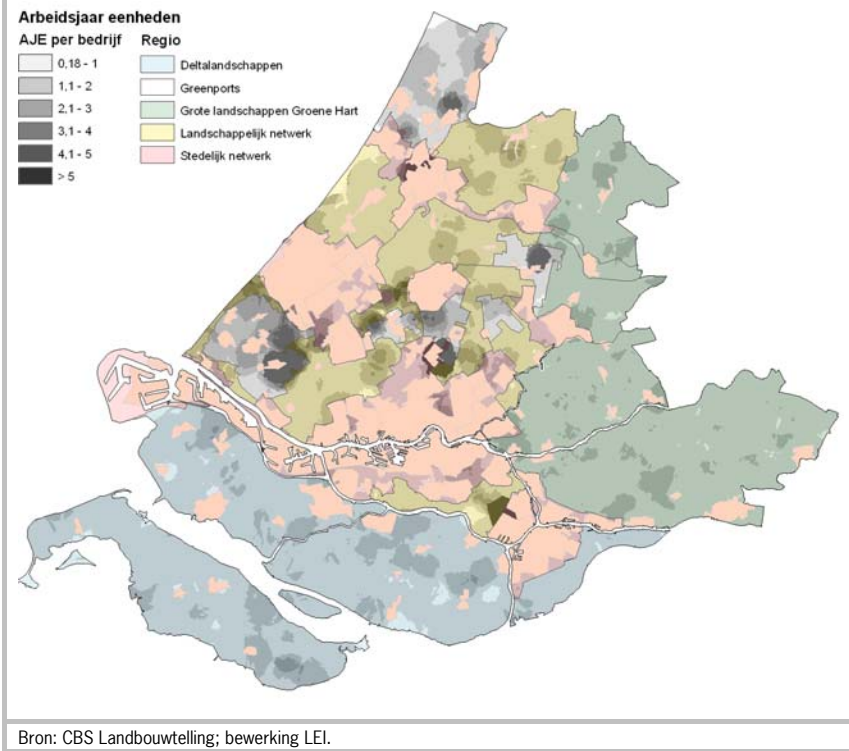 Arbeidsjaar eenheden
AJE per bedrijf Regio
0,18 - 1 Deltalandschappen
1,1 - 2 Greenports
2,1 - 3 Grote landschappen Groene Hart
3,1 - 4 Landschappelijk netwerk
4,1 - 5 Stedelijk netwerk
> 5
Bron: CBS Landbouwtelling; bewerking LEI.